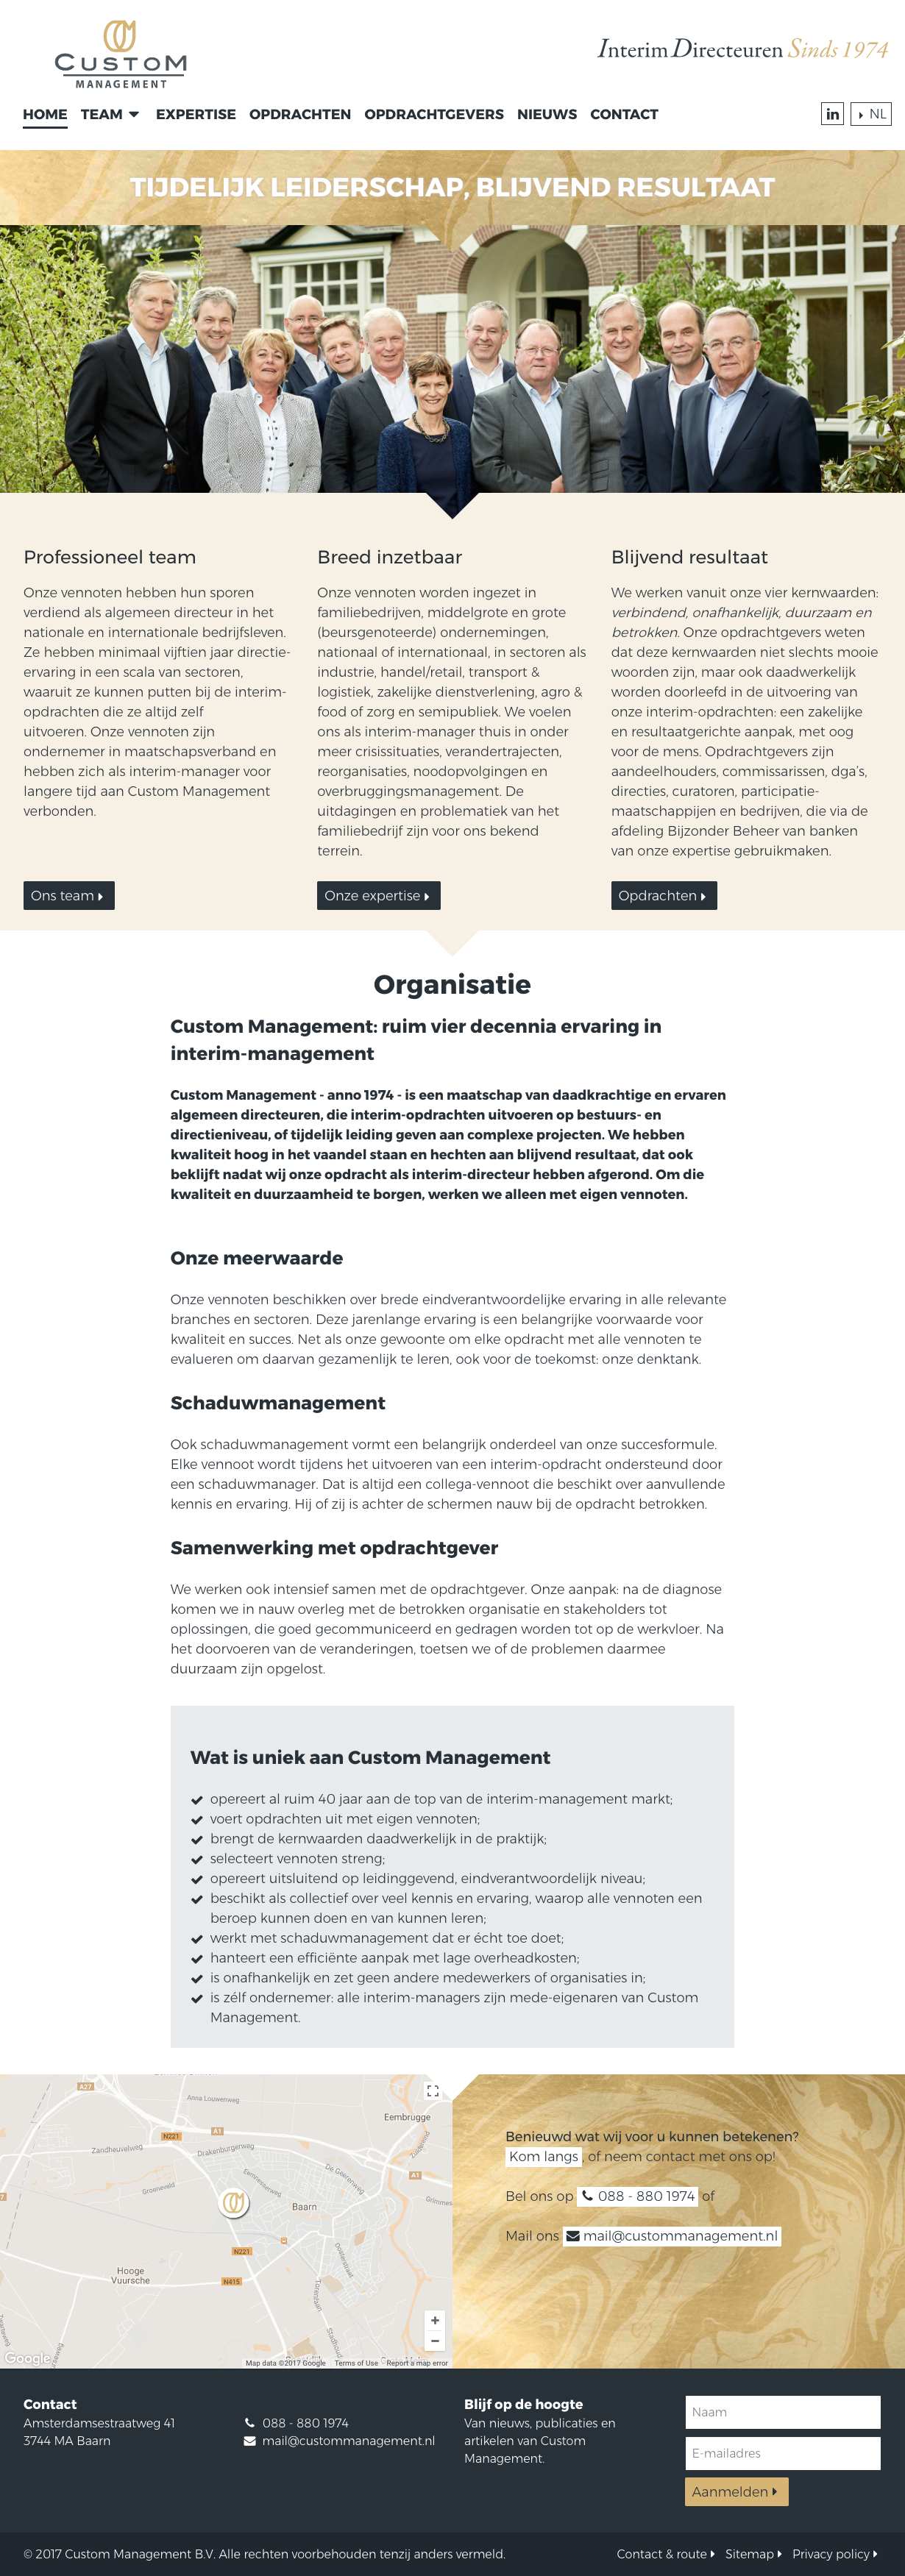 CUSTOM
MANAGEMENT
Interim Directeuren Sinds 1974
HOME TEAM EXPERTISE OPDRACHTEN OPDRACHTGEVERS NIEUWS CONTACT in NL
TIJDELIJK LEIDERSCHAP, BLIJVEND RESULTAAT
Professioneel team
Onze vennoten hebben hun sporen
verdiend als algemeen directeur in het
nationale en internationale bedrijfsleven.
Ze hebben minimaal vijftien jaar directie-
ervaring in een scala van sectoren,
waaruit ze kunnen putten bij de interim-
opdrachten die ze altijd zelf
uitvoeren. Onze vennoten zijn
ondernemer in maatschapsverband en
hebben zich als interim-manager voor
langere tijd aan Custom Management
verbonden.
Ons team
Breed inzetbaar
Onze vennoten worden ingezet in
familiebedrijven, middelgrote en grote
(beursgenoteerde) ondernemingen,
nationaal of internationaal, in sectoren als
industrie, handel/retail, transport &
logistiek, zakelijke dienstverlening, agro &
food of zorg en semipubliek. We voelen
ons als interim-manager thuis in onder
meer crisissituaties, verandertrajecten,
reorganisaties, noodopvolgingen en
overbruggingsmanagement. De
uitdagingen en problematiek van het
familiebedrijf zijn voor ons bekend
terrein.
Onze expertise
Blijvend resultaat
We werken vanuit onze vier kernwaarden:
verbindend, onafhankelijk, duurzaam en
betrokken. Onze opdrachtgevers weten
dat deze kernwaarden niet slechts mooie
woorden zijn, maar ook daadwerkelijk
worden doorleefd in de uitvoering van
onze interim-opdrachten: een zakelijke
en resultaatgerichte aanpak, met oog
voor de mens. Opdrachtgevers zijn
aandeelhouders, commissarissen, dga's,
directies, curatoren, participatie-
maatschappijen en bedrijven, die via de
afdeling Bijzonder Beheer van banken
van onze expertise gebruikmaken.
Opdrachten
Organisatie
Custom Management: ruim vier decennia ervaring in
interim-management
Custom Management - anno 1974 - is een maatschap van daadkrachtige en ervaren
algemeen directeuren, die interim-opdrachten uitvoeren op bestuurs- en
directieniveau, of tijdelijk leiding geven aan complexe projecten. We hebben
kwaliteit hoog in het vaandel staan en hechten aan blijvend resultaat, dat ook
beklijft nadat wij onze opdracht als interim-directeur hebben afgerond. Om die
kwaliteit en duurzaamheid te borgen, werken we alleen met eigen vennoten.
Onze meerwaarde
Onze vennoten beschikken over brede eindverantwoordelijke ervaring in alle relevante
branches en sectoren. Deze jarenlange ervaring is een belangrijke voorwaarde voor
kwaliteit en succes. Net als onze gewoonte om elke opdracht met alle vennoten te
evalueren om daarvan gezamenlijk te leren, ook voor de toekomst: onze denktank.
Schaduwmanagement
Ook schaduwmanagement vormt een belangrijk onderdeel van onze succesformule.
Elke vennoot wordt tijdens het uitvoeren van een interim-opdracht ondersteund door
een schaduwmanager. Dat is altijd een collega-vennoot die beschikt over aanvullende
kennis en ervaring. Hij of zij is achter de schermen nauw bij de opdracht betrokken.
Samenwerking met opdrachtgever
We werken ook intensief samen met de opdrachtgever. Onze aanpak: na de diagnose
komen we in nauw overleg met de betrokken organisatie en stakeholders tot
oplossingen, die goed gecommuniceerd en gedragen worden tot op de werkvloer. Na
het doorvoeren van de veranderingen, toetsen we of de problemen daarmee
duurzaam zijn opgelost.
Wat is uniek aan Custom Management
opereert al ruim 40 jaar aan de top van de interim-management markt;
voert opdrachten uit met eigen vennoten;
brengt de kernwaarden daadwerkelijk in de praktijk;
selecteert vennoten streng;
opereert uitsluitend op leidinggevend, eindverantwoordelijk niveau;
beschikt als collectief over veel kennis en ervaring, waarop alle vennoten een
beroep kunnen doen en van kunnen leren;
werkt met schaduwmanagement dat er écht toe doet;
hanteert een efficiënte aanpak met lage overheadkosten;
is onafhankelijk en zet geen andere medewerkers of organisaties in;
is zélf ondernemer: alle interim-managers zijn mede-eigenaren van Custom
Management.
A27
Anna Louwenweg
Eembrugge
N221
A1
Zandheuvelweg
Drakenburgerweg
Zuidereind
De Geerenweg
A1
Groeneveld
Eemnesserweg
Grimmes
Baarn
N221
Hooge
Vuursche
N415
Google
Map data ©2017 Google Terms of Use Report a map error
Benieuwd wat wij voor u kunnen betekenen?
Kom langs , of neem contact met ons op!
Bel ons op 088 - 880 1974 of
Mail ons mail@custommanagement.nl
Contact
Amsterdamsestraatweg 41
3744 MA Baarn
088 - 880 1974
mail@custommanagement.nl
Blijf op de hoogte
Van nieuws, publicaties en
artikelen van Custom
Management.
Naam
E-mailadres
Aanmelden
© 2017 Custom Management B.V. Alle rechten voorbehouden tenzij anders vermeld.
Contact & route Sitemap Privacy policy